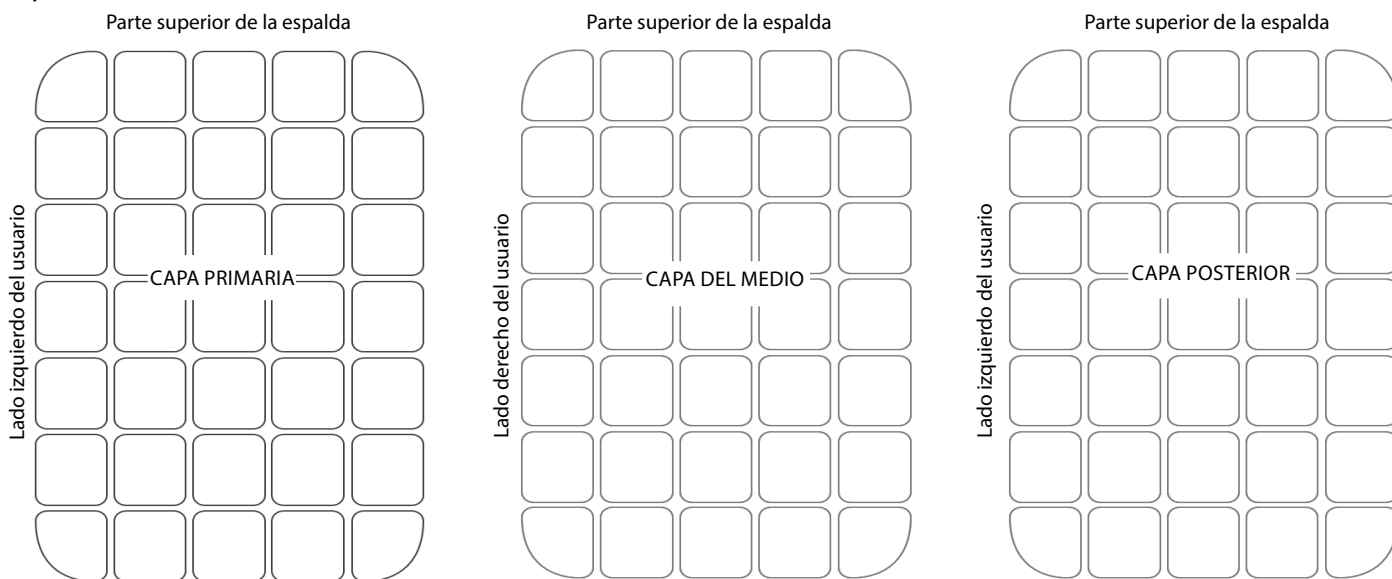 Parte superior de la espalda
Lado izquierdo del usuario
CAPA PRIMARIA
Parte superior de la espalda
Lado derecho del usuario
CAPA DEL MEDIO
Parte superior de la espalda
Lado izquierdo del usuario
CAPA POSTERIOR